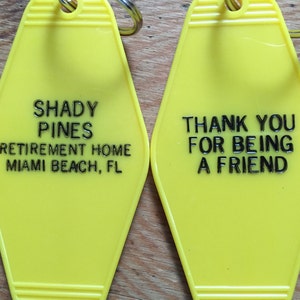 SHADY
PINES
RETIREMENT HOME
MIAMI BEACH, FL
THANK YOU
FOR BEING
A FRIEND